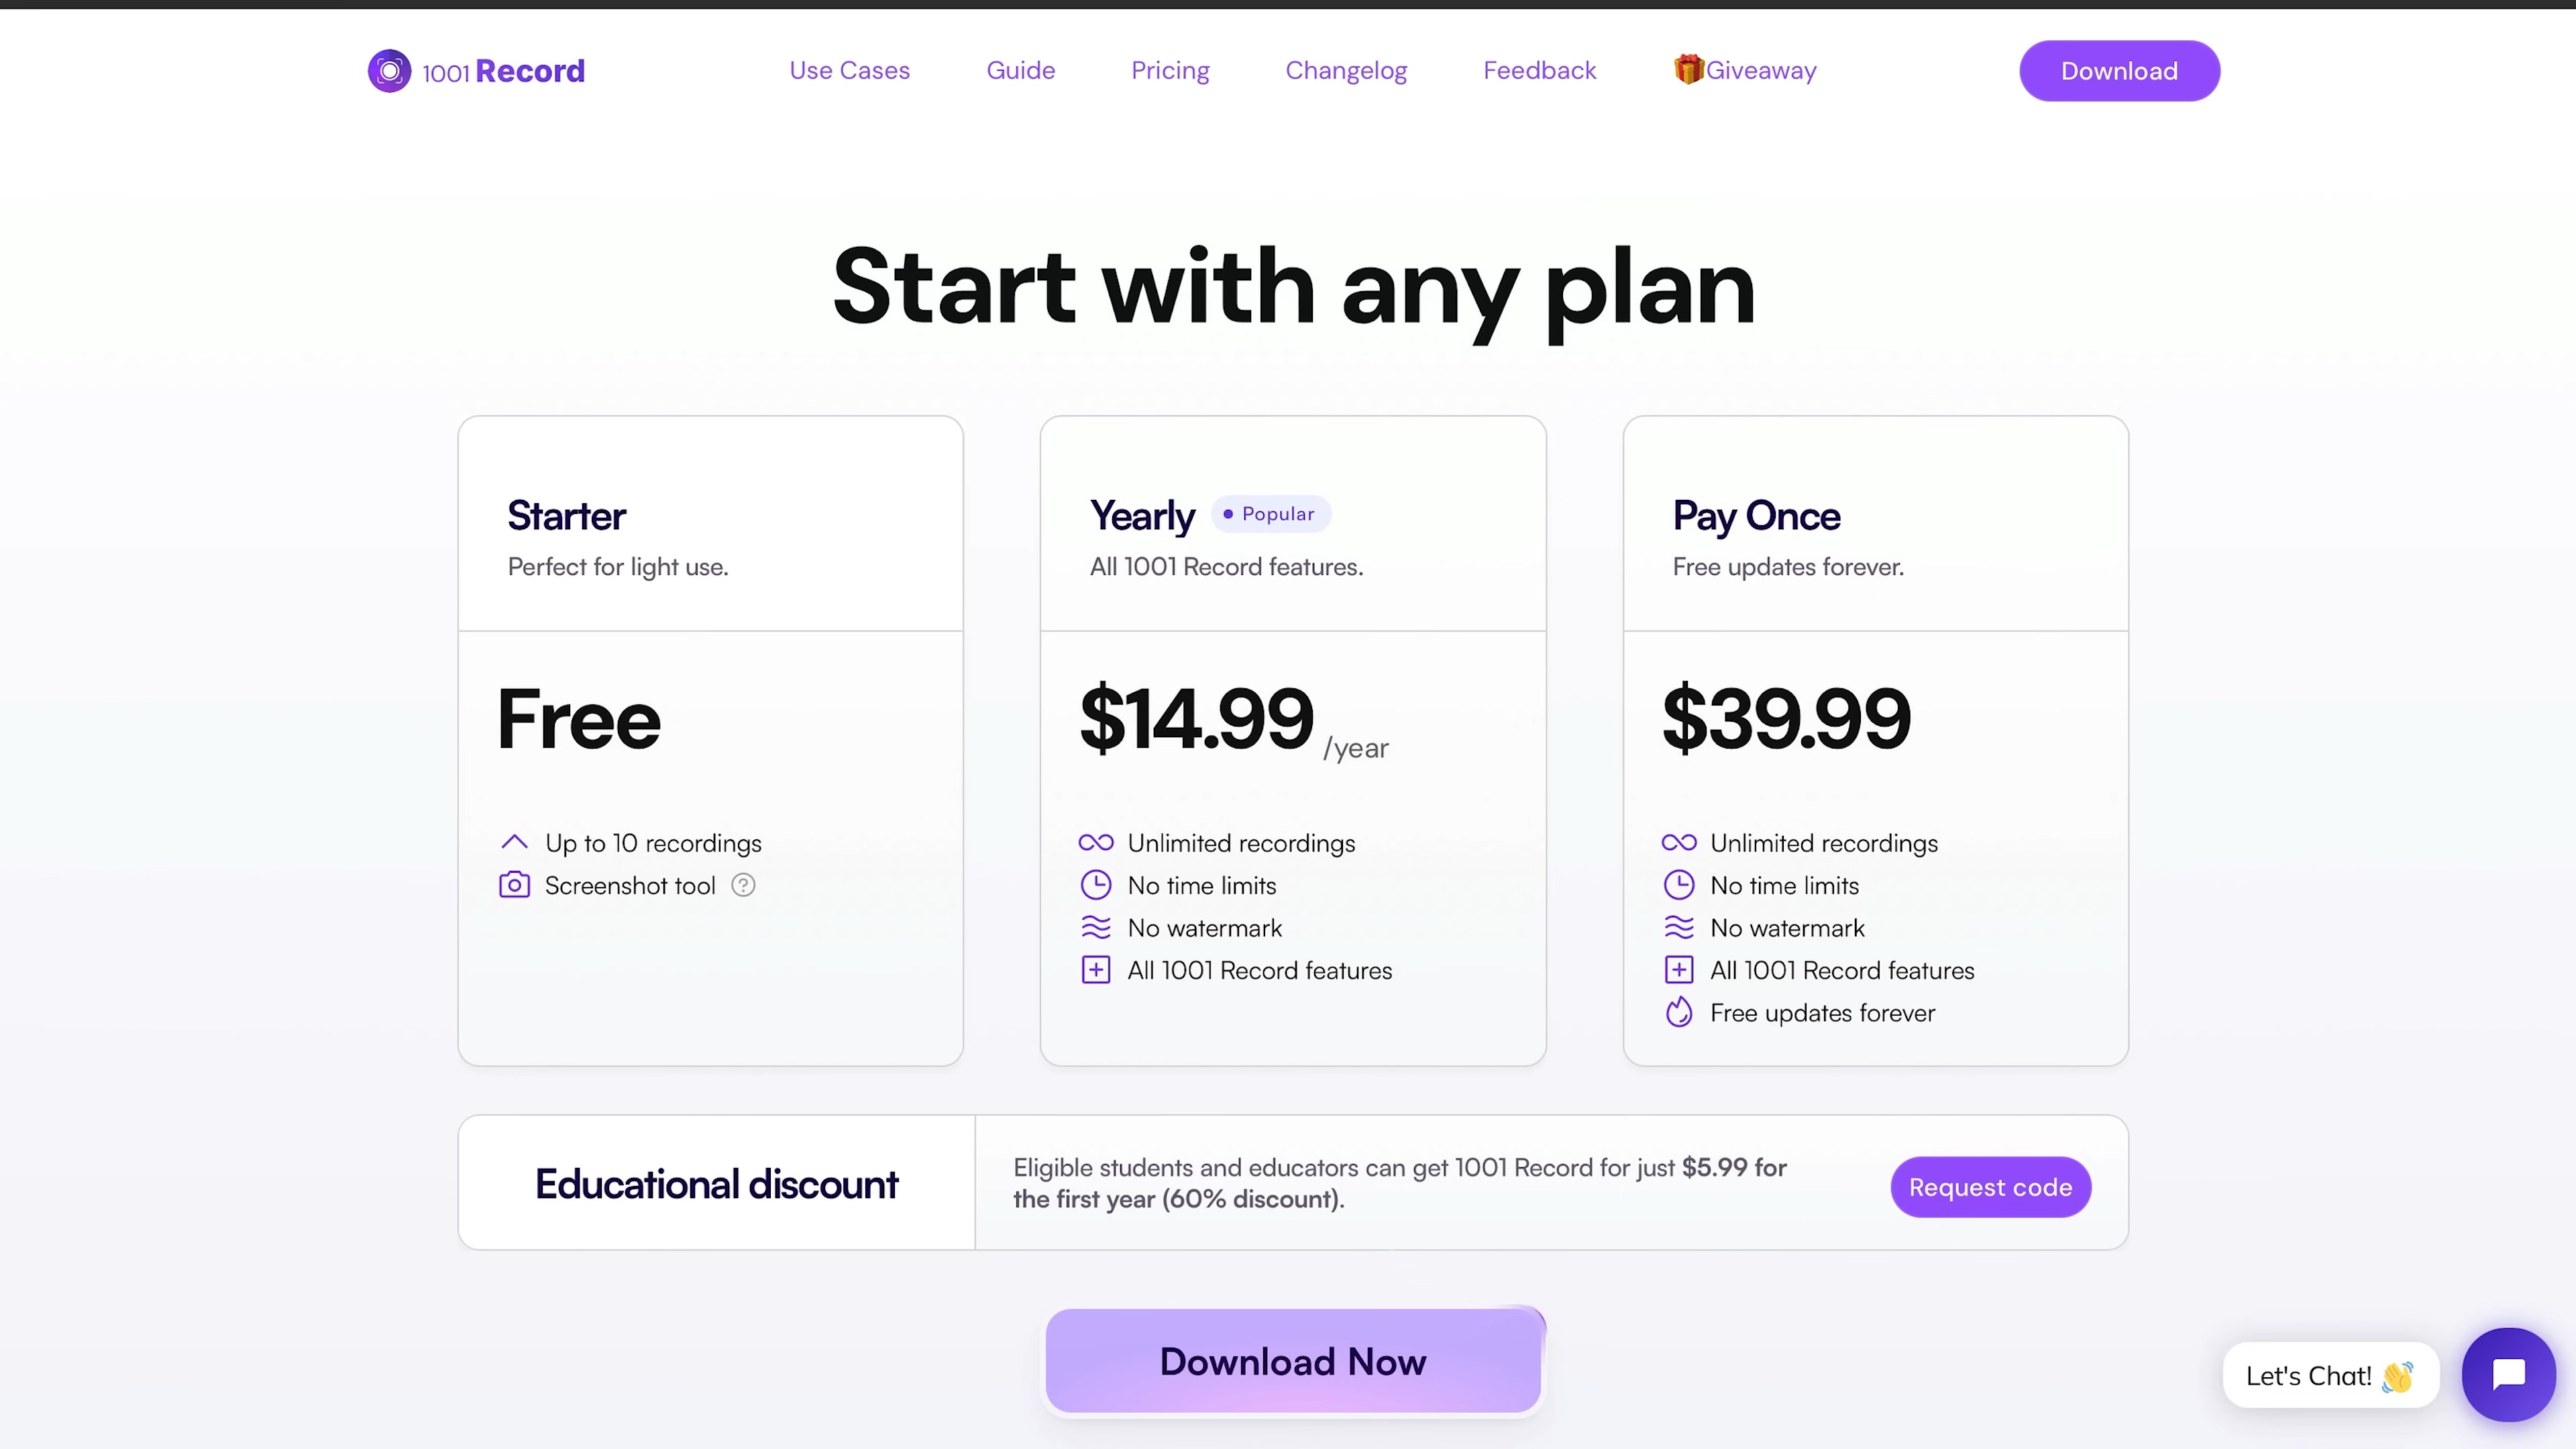 1001 Record
Use Cases
Guide
Pricing
Changelog
Feedback
🎁Giveaway
Download
Start with any plan
Starter
Perfect for light use.
Free
Up to 10 recordings
Screenshot tool
Yearly
Popular
All 1001 Record features.
$14.99 /year
Unlimited recordings
No time limits
No watermark
All 1001 Record features
Pay Once
Free updates forever.
$39.99
Unlimited recordings
No time limits
No watermark
All 1001 Record features
Free updates forever
Educational discount
Eligible students and educators can get 1001 Record for just $5.99 for
the first year (60% discount).
Request code
Download Now
Let's Chat! 👋